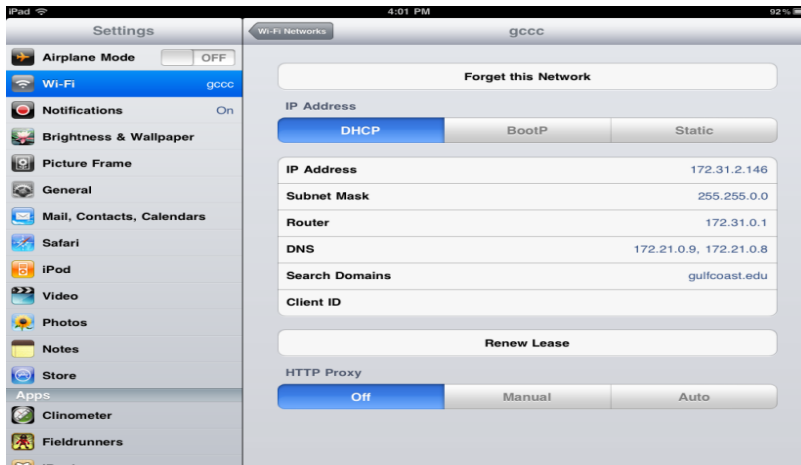 iPad 4:01 PM 92%
Settings
Airplane Mode OFF
Wi-Fi gccc
Notifications On
Brightness & Wallpaper
Picture Frame
General
Mail, Contacts, Calendars
Safari
iPod
Video
Photos
Notes
Store
Apps
Clinometer
Fieldrunners
Wi-Fi Networks gccc
Forget this Network
IP Address
DHCP BootP Static
IP Address 172.31.2.146
Subnet Mask 255.255.0.0
Router 172.31.0.1
DNS 172.21.0.9, 172.21.0.8
Search Domains gulfcoast.edu
Client ID
Renew Lease
HTTP Proxy
Off Manual Auto